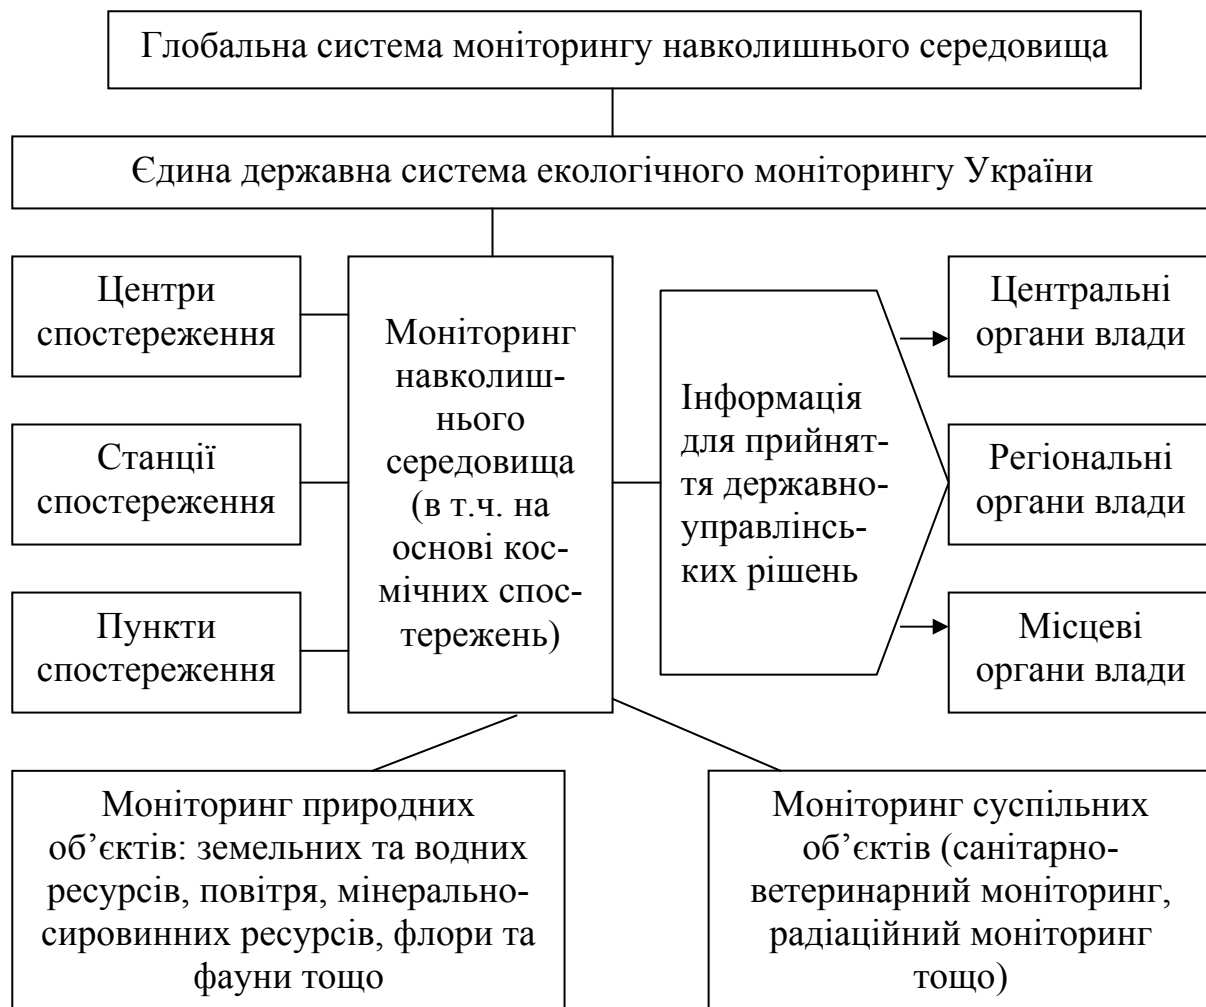 Глобальна система моніторингу навколишнього середовища
Єдина державна система екологічного моніторингу України
Центри
спостереження
Станції
спостереження
Пункти
спостереження
Моніторинг
навколиш-
нього
середовища
(в т.ч. на
основі кос-
мічних спос-
тережень)
Інформація
для прийнят-
тя державно-
управлінсь-
ких рішень
Центральні
органи влади
Регіональні
органи влади
Місцеві
органи влади
Моніторинг природних
об’єктів: земельних та водних
ресурсів, повітря, мінерально-
сировинних ресурсів, флори та
фауни тощо
Моніторинг суспільних
об’єктів (санітарно-
ветеринарний моніторинг,
радіаційний моніторинг
тощо)